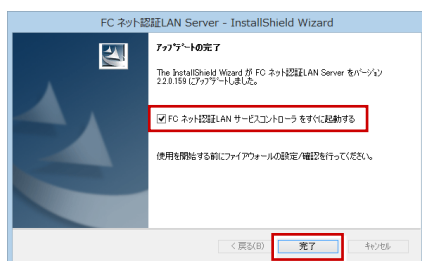 FC ネット認証LAN Server - InstallShield Wizard
ｱｯﾌﾟﾃﾞｰﾄの完了
The InstallShield Wizard が FC ネット認証LAN Server をバージョン
2.2.0.159 にｱｯﾌﾟﾃﾞｰﾄしました。
FC ネット認証LAN サービスコントローラ をすぐに起動する
使用を開始する前にファイアウォールの設定/確認を行ってください。
< 戻る(B) 完了 ｷｬﾝｾﾙ